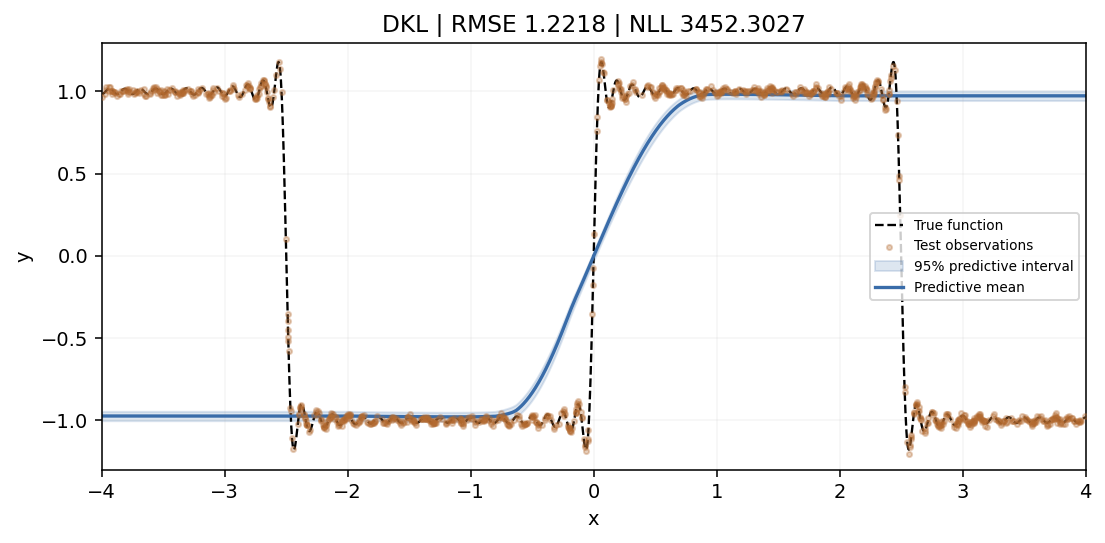 DKL | RMSE 1.2218 | NLL 3452.3027
1.0
0.5
0.0
−0.5
−1.0
y
True function
Test observations
95% predictive interval
Predictive mean
−4 −3 −2 −1 0 1 2 3 4
x